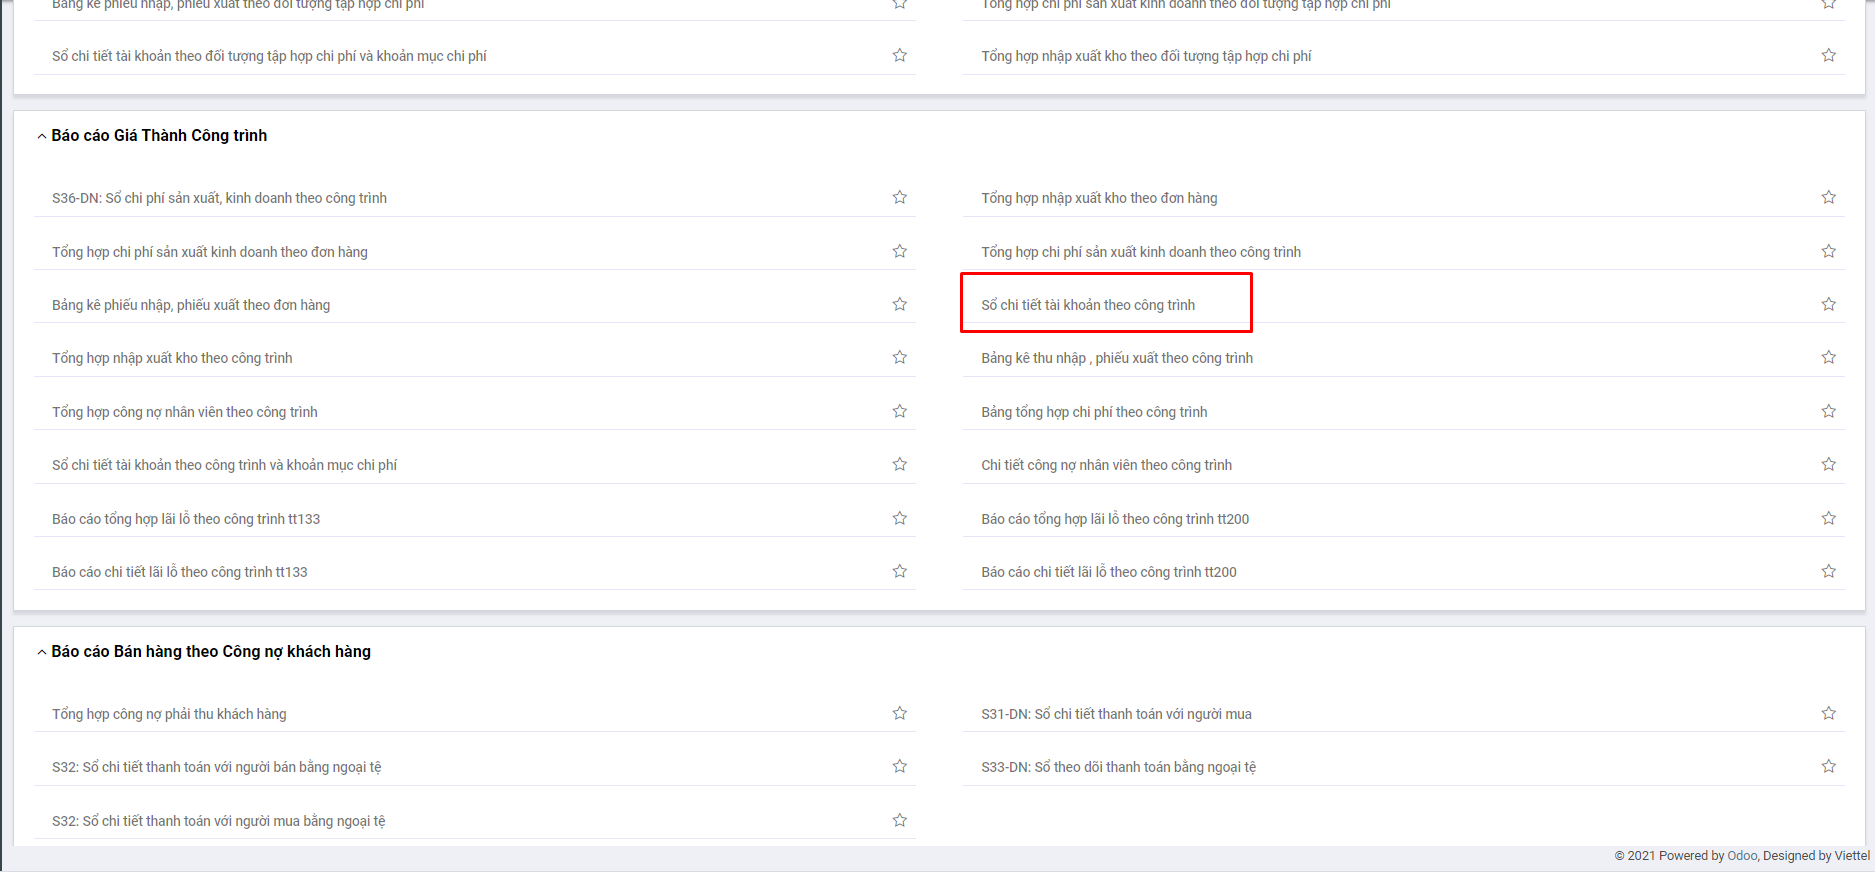 Bảng kê phiếu nhập, phiếu xuất theo đối tượng tập hợp chi phí
Tổng hợp chi phí sản xuất kinh doanh theo đối tượng tập hợp chi phí
Sổ chi tiết tài khoản theo đối tượng tập hợp chi phí và khoản mục chi phí
Tổng hợp nhập xuất kho theo đối tượng tập hợp chi phí
Báo cáo Giá Thành Công trình
S36-DN: Sổ chi phí sản xuất, kinh doanh theo công trình
Tổng hợp nhập xuất kho theo đơn hàng
Tổng hợp chi phí sản xuất kinh doanh theo đơn hàng
Tổng hợp chi phí sản xuất kinh doanh theo công trình
Bảng kê phiếu nhập, phiếu xuất theo đơn hàng
Sổ chi tiết tài khoản theo công trình
Tổng hợp nhập xuất kho theo công trình
Bảng kê thu nhập , phiếu xuất theo công trình
Tổng hợp công nợ nhân viên theo công trình
Bảng tổng hợp chi phí theo công trình
Sổ chi tiết tài khoản theo công trình và khoản mục chi phí
Chi tiết công nợ nhân viên theo công trình
Báo cáo tổng hợp lãi lỗ theo công trình tt133
Báo cáo tổng hợp lãi lỗ theo công trình tt200
Báo cáo chi tiết lãi lỗ theo công trình tt133
Báo cáo chi tiết lãi lỗ theo công trình tt200
Báo cáo Bán hàng theo Công nợ khách hàng
Tổng hợp công nợ phải thu khách hàng
S31-DN: Sổ chi tiết thanh toán với người mua
S32: Sổ chi tiết thanh toán với người bán bằng ngoại tệ
S33-DN: Sổ theo dõi thanh toán bằng ngoại tệ
S32: Sổ chi tiết thanh toán với người mua bằng ngoại tệ
© 2021 Powered by Odoo, Designed by Viettel